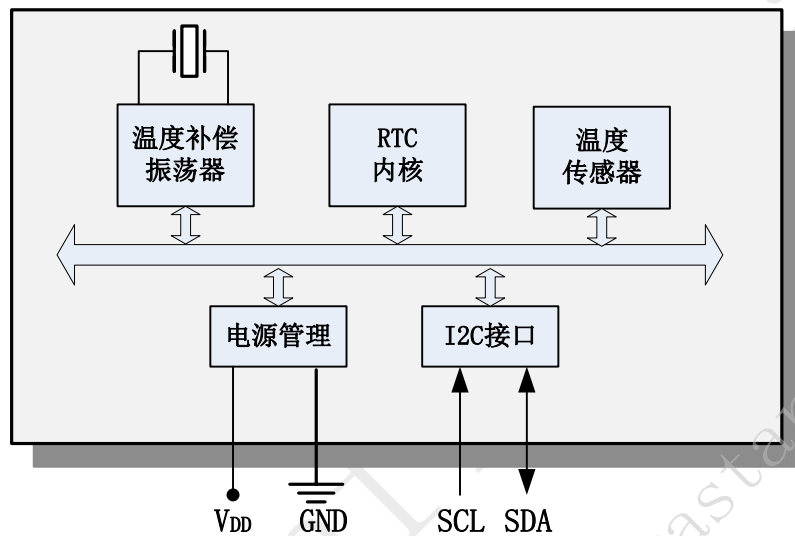 温度补偿
振荡器
RTC
内核
温度
传感器
电源管理
I2C接口
VDD
GND
SCL
SDA